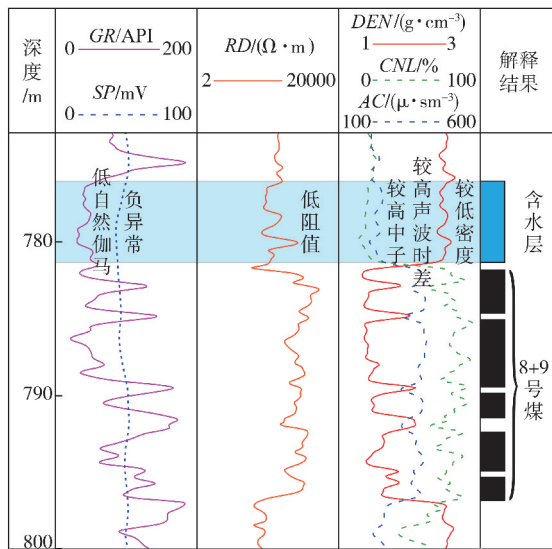 深
度
/m
GR/API
0 200
SP/mV
0 100
RD/(Ω·m)
2 20000
DEN/(g·cm⁻³)
1 3
CNL/%
0 100
AC/(μ·sm⁻³)
100 600
解释
结果
低自然伽马
负异常
低阻值
较高中子
较高声波时差
较低密度
含水层
780
790
800
8+9
号
煤